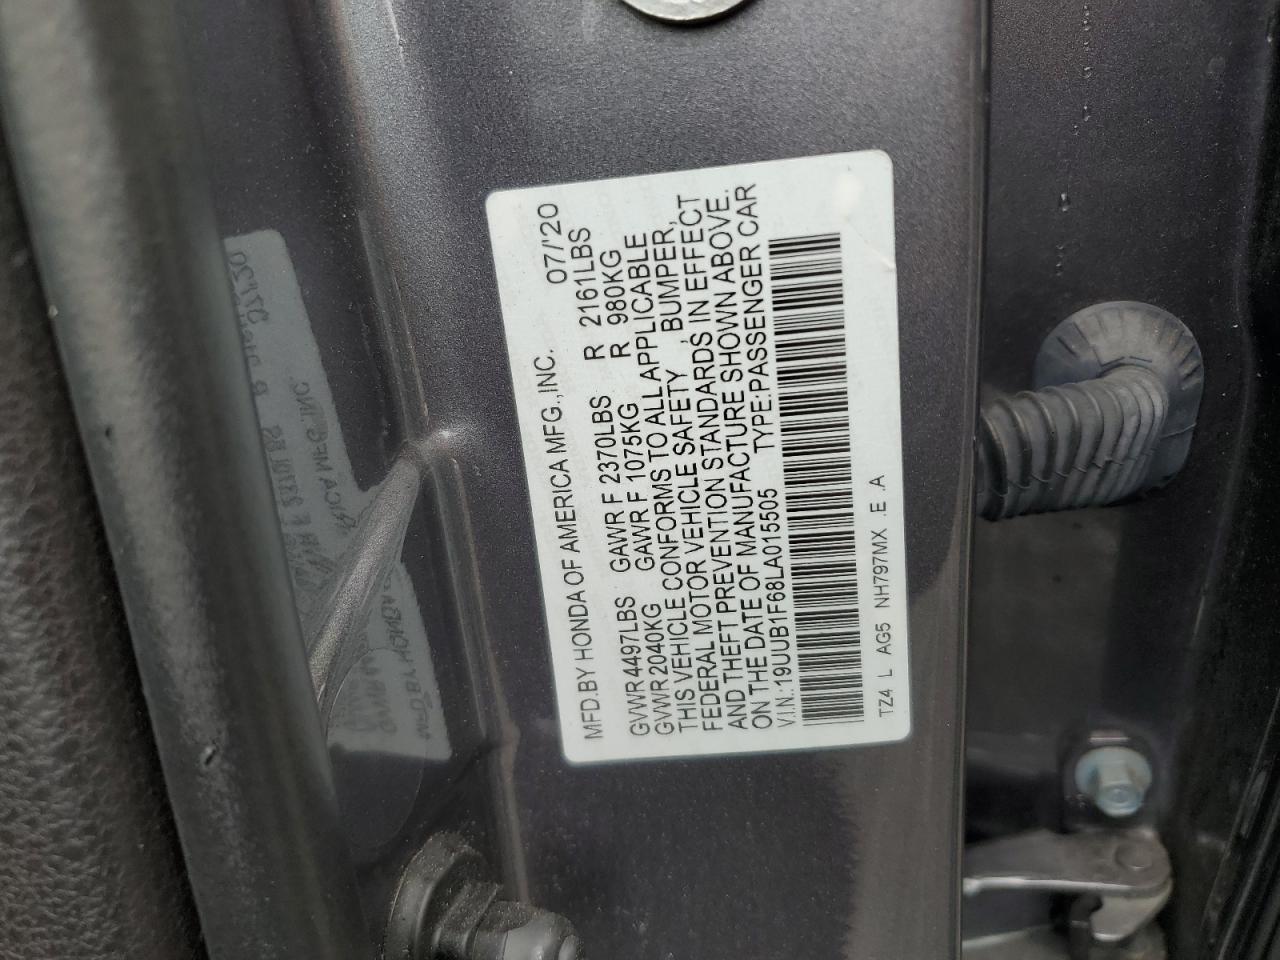 MFD.BY HONDA OF AMERICA MFG.,INC. 07/'20
GVWR 4497LBS GAWR F 2370LBS R 2161LBS
GVWR 2040KG GAWR F 1075KG R 980KG
THIS VEHICLE CONFORMS TO ALL APPLICABLE
FEDERAL MOTOR VEHICLE SAFETY, BUMPER,
AND THEFT PREVENTION STANDARDS IN EFFECT
ON THE DATE OF MANUFACTURE SHOWN ABOVE.
V.I.N.:19UUB1F68LA015505 TYPE:PASSENGER CAR
TZ4 L AG5 NH797MX .E .A